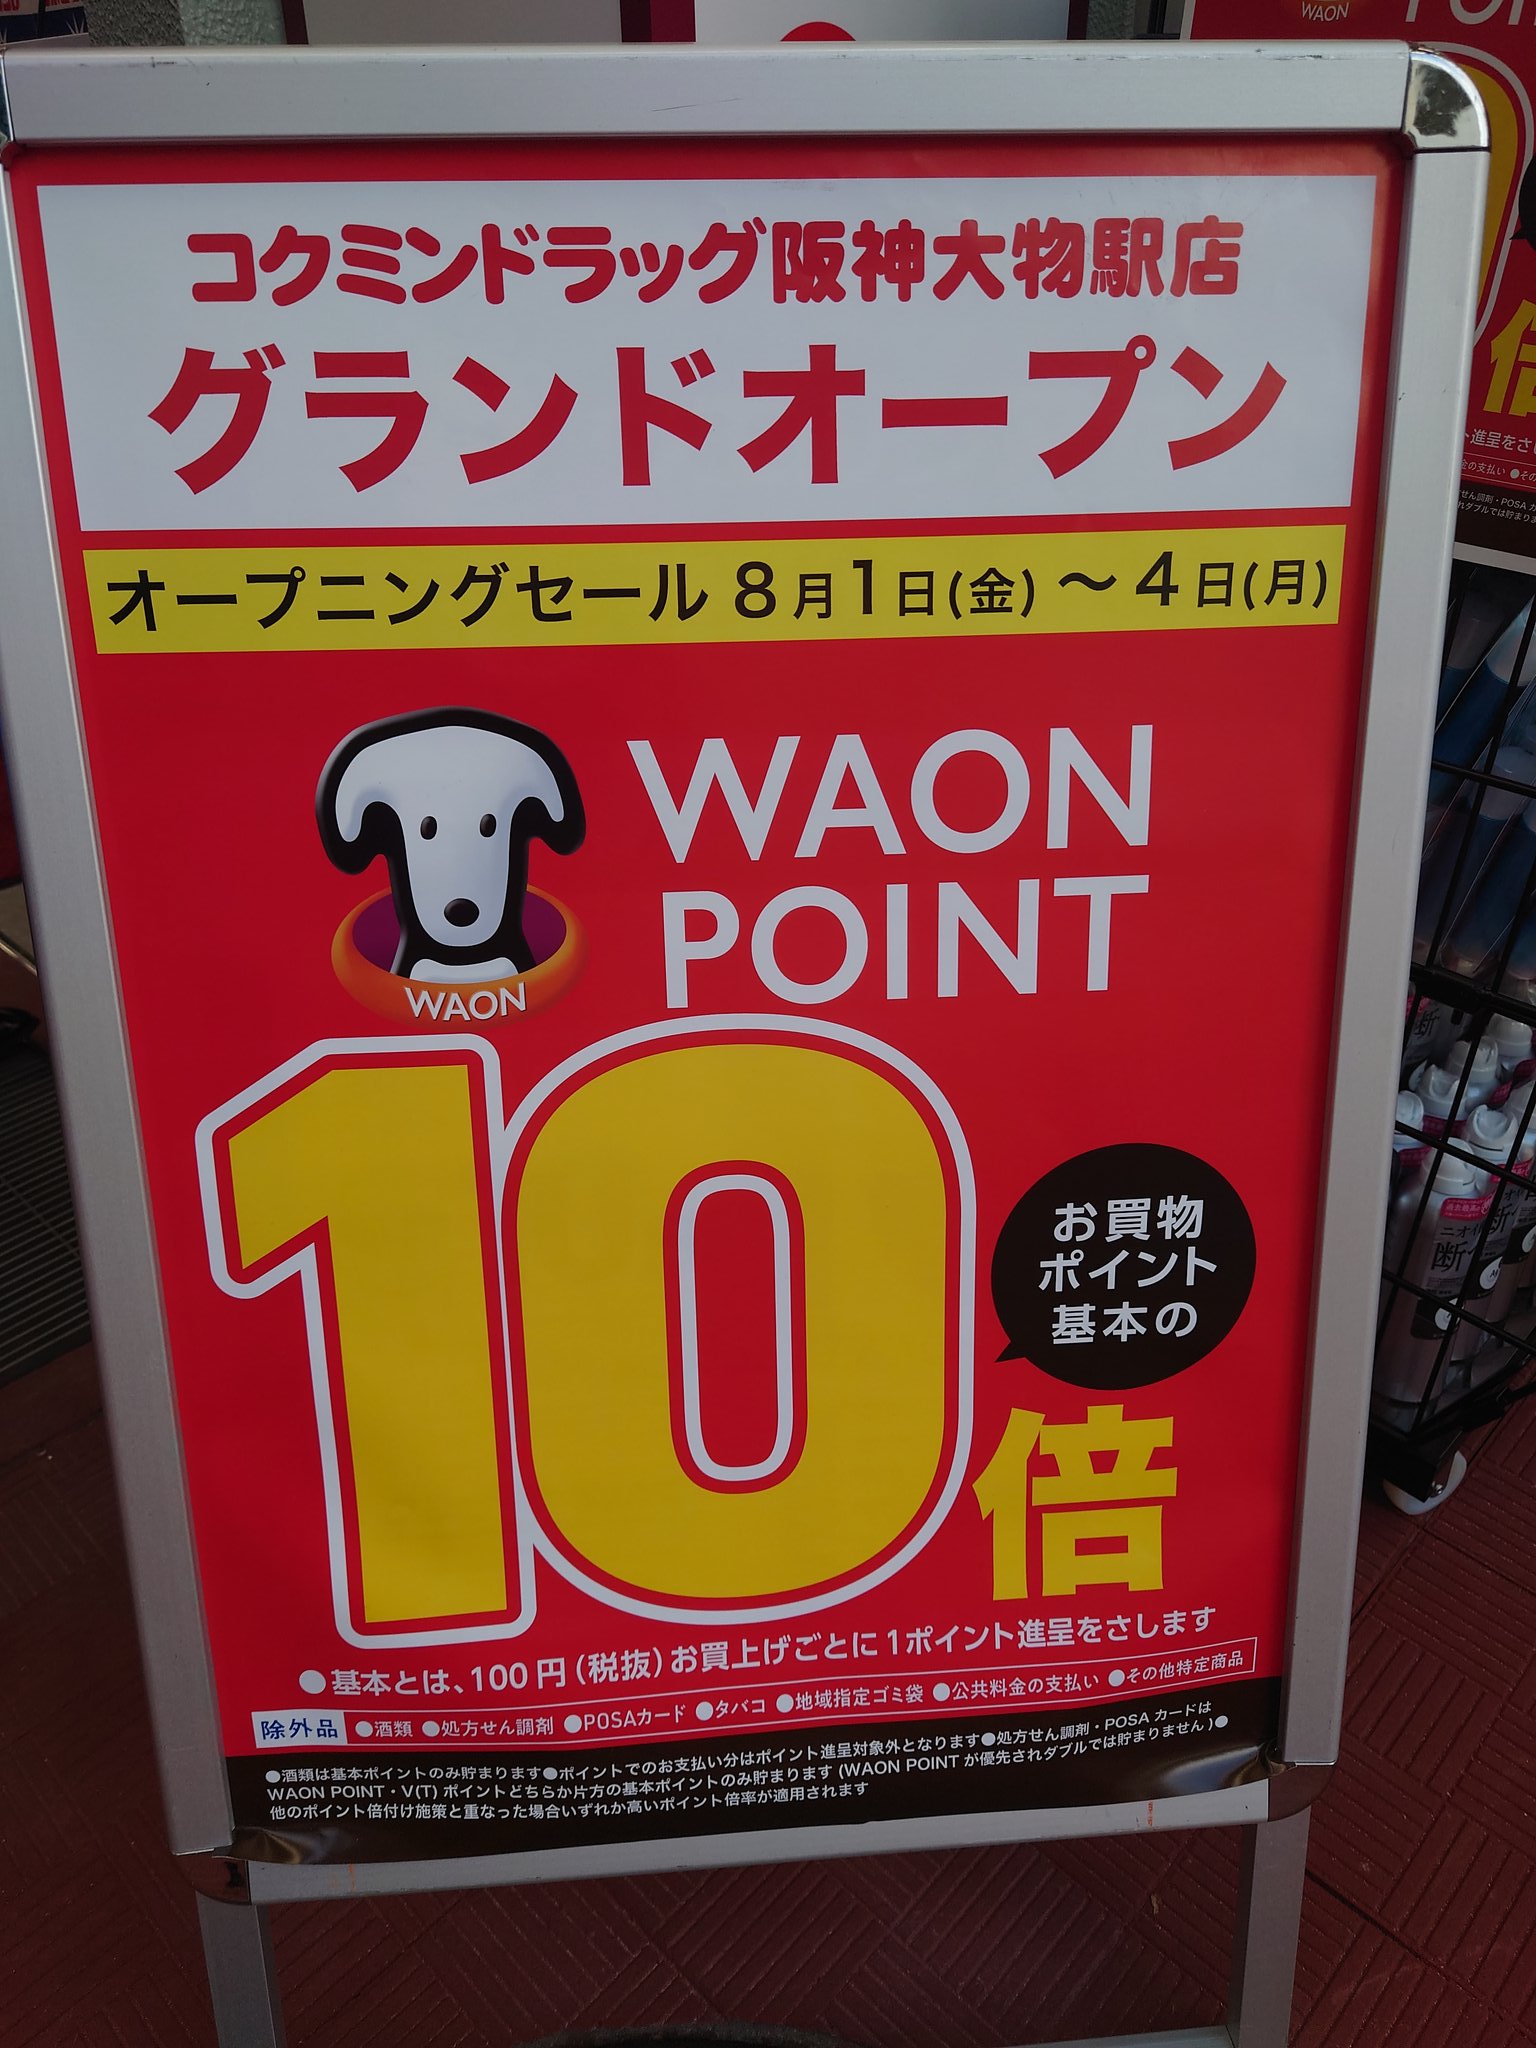 コクミンドラッグ阪神大物駅店
グランドオープン
オープニングセール 8月1日(金)～4日(月)
WAON
POINT
WAON
10倍
お買物
ポイント
基本の
●基本とは、100円(税抜)お買上げごとに1ポイント進呈をさします
除外品 ●酒類 ●処方せん調剤 ●POSAカード ●タバコ ●地域指定ゴミ袋 ●公共料金の支払い ●その他特定商品
●酒類は基本ポイントのみ貯まります●ポイントでのお支払い分はポイント進呈対象外となります●処方せん調剤・POSAカードは
WAON POINT・V(T)ポイントどちらか片方の基本ポイントのみ貯まります(WAON POINTが優先されダブルでは貯まりません)●
他のポイント倍付け施策と重なった場合いずれか高いポイント倍率が適用されます
WAON